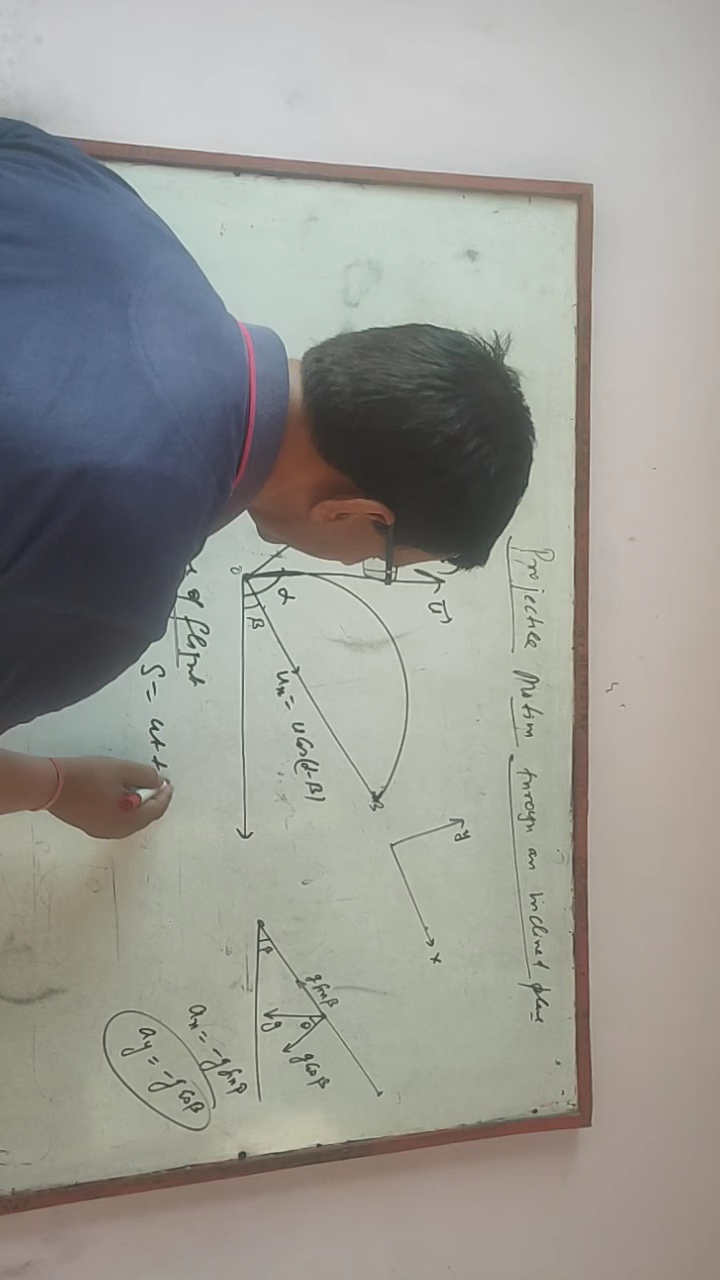 Projectile Motion through an inclined plane
U
y
x
α
β
O
B
uₓ = u cos(α-β)
β
g sinβ
β
g
g cosβ
aₓ = -g sinβ
ay = -g cosβ
of flight
S = ut +